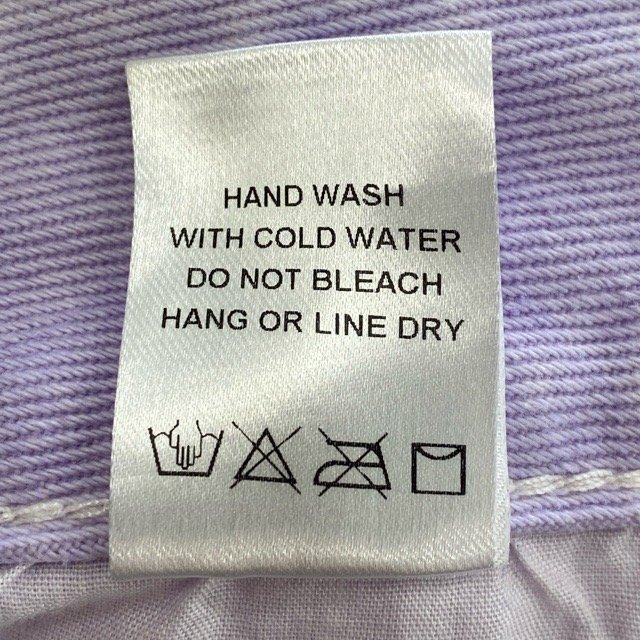 HAND WASH
WITH COLD WATER
DO NOT BLEACH
HANG OR LINE DRY